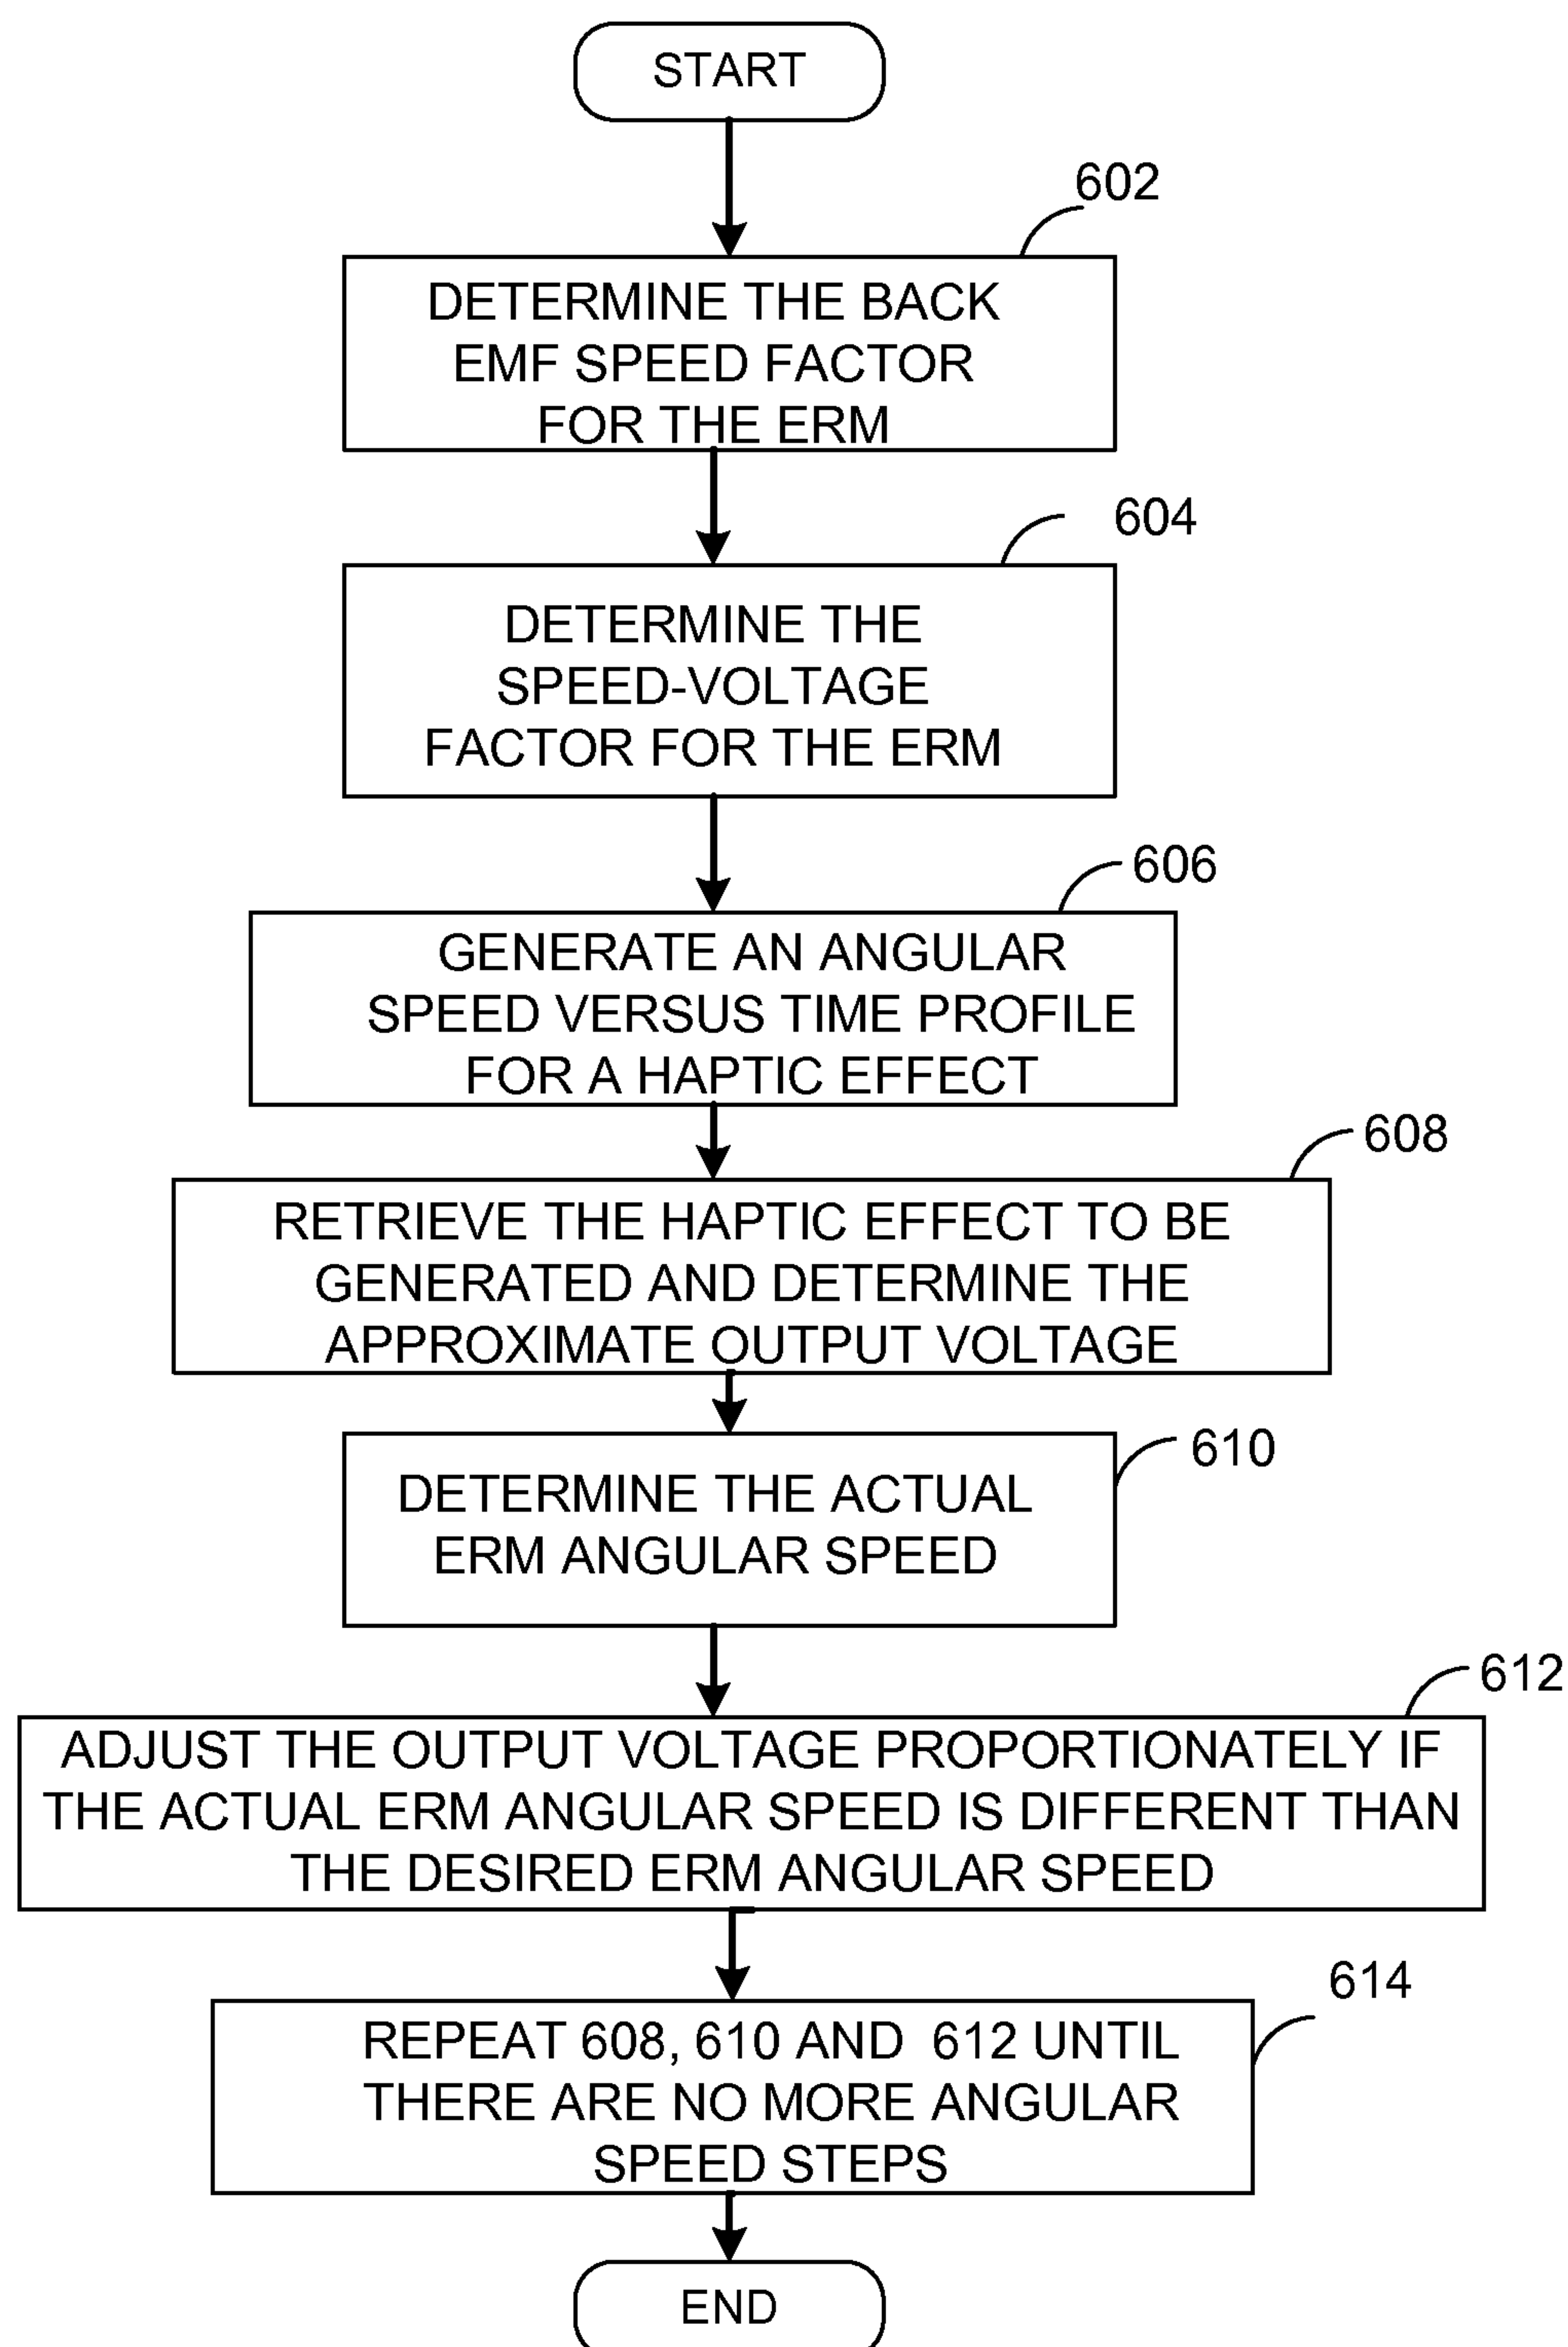 START
602
DETERMINE THE BACK
EMF SPEED FACTOR
FOR THE ERM
604
DETERMINE THE
SPEED-VOLTAGE
FACTOR FOR THE ERM
606
GENERATE AN ANGULAR
SPEED VERSUS TIME PROFILE
FOR A HAPTIC EFFECT
608
RETRIEVE THE HAPTIC EFFECT TO BE
GENERATED AND DETERMINE THE
APPROXIMATE OUTPUT VOLTAGE
610
DETERMINE THE ACTUAL
ERM ANGULAR SPEED
612
ADJUST THE OUTPUT VOLTAGE PROPORTIONATELY IF
THE ACTUAL ERM ANGULAR SPEED IS DIFFERENT THAN
THE DESIRED ERM ANGULAR SPEED
614
REPEAT 608, 610 AND 612 UNTIL
THERE ARE NO MORE ANGULAR
SPEED STEPS
END